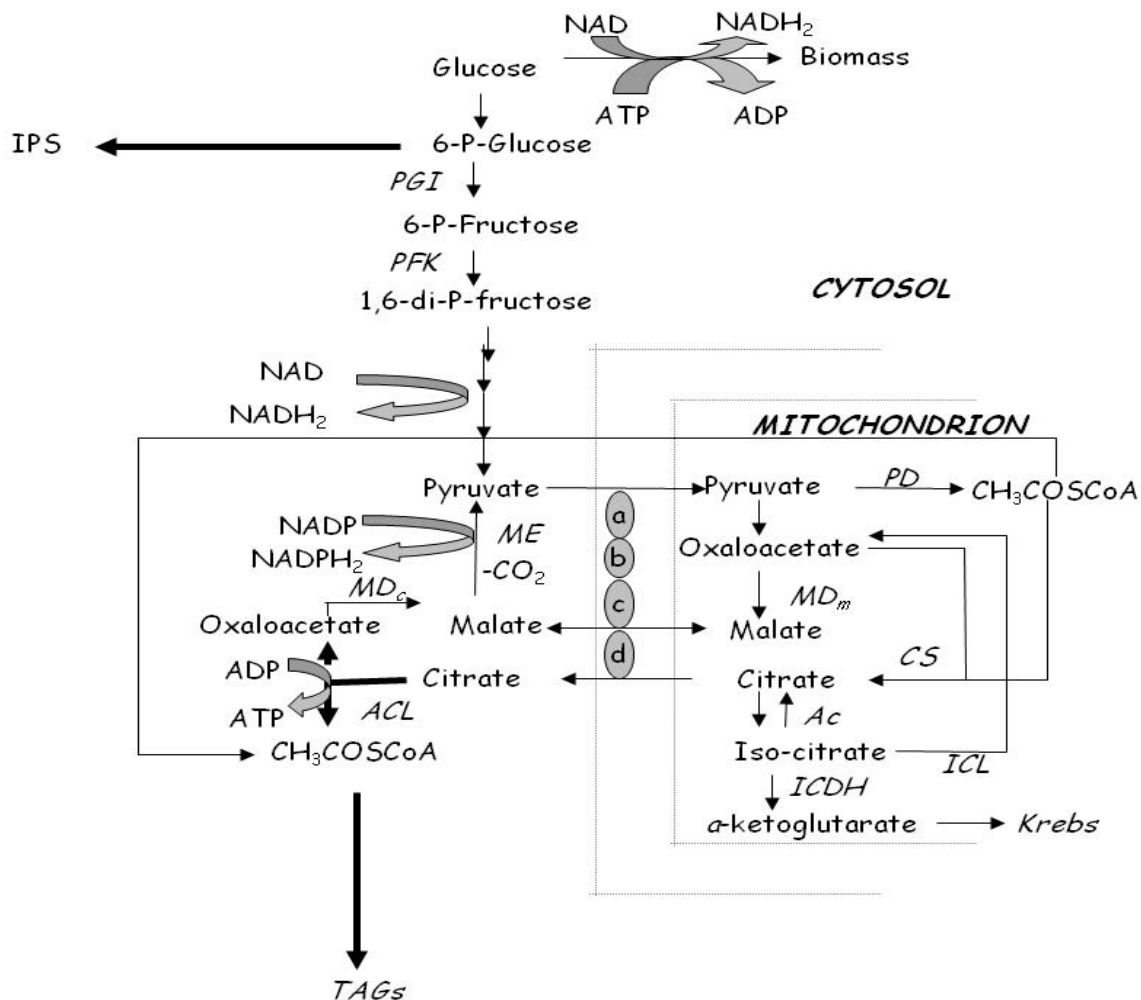 NAD
NADH₂
Glucose
Biomass
ATP
ADP
IPS
6-P-Glucose
PGI
6-P-Fructose
PFK
1,6-di-P-fructose
CYTOSOL
NAD
NADH₂
MITOCHONDRION
Pyruvate
Pyruvate
PD
CH₃COSCoA
a
NADP
ME
NADPH₂
-CO₂
b
Oxaloacetate
MDc
c
MDm
Oxaloacetate
Malate
Malate
d
ADP
Citrate
Citrate
CS
ATP
ACL
Ac
CH₃COSCoA
Iso-citrate
ICL
ICDH
α-ketoglutarate
Krebs
TAGs